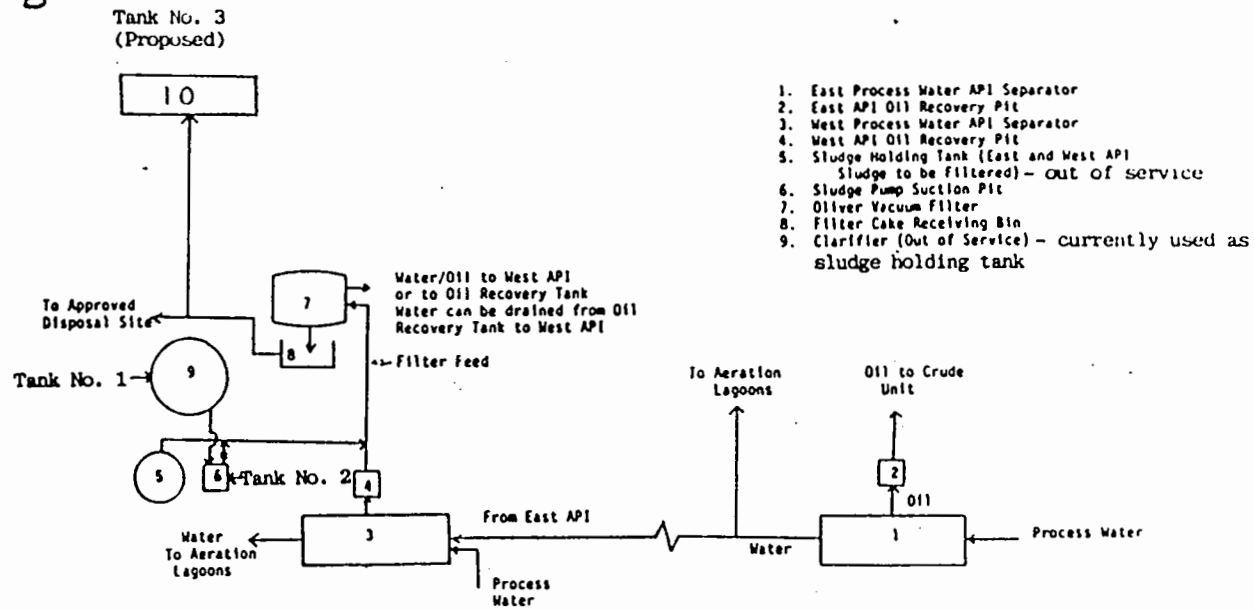 Tank No. 3
(Proposed)
10
1. East Process Water API Separator
2. East API Oil Recovery Pit
3. West Process Water API Separator
4. West API Oil Recovery Pit
5. Sludge Holding Tank (East and West API
Sludge to be Filtered) - out of service
6. Sludge Pump Suction Pit
7. Oliver Vacuum Filter
8. Filter Cake Receiving Bin
9. Clarifier (Out of Service) - currently used as
sludge holding tank
To Approved
Disposal Site
7
8
Water/Oil to West API
or to Oil Recovery Tank
Water can be drained from Oil
Recovery Tank to West API
Filter Feed
Tank No. 1
9
To Aeration
Lagoons
Oil to Crude
Unit
5
6
Tank No. 2
4
2
Oil
Water
To Aeration
Lagoons
3
From East API
Process
Water
Water
1
Process Water